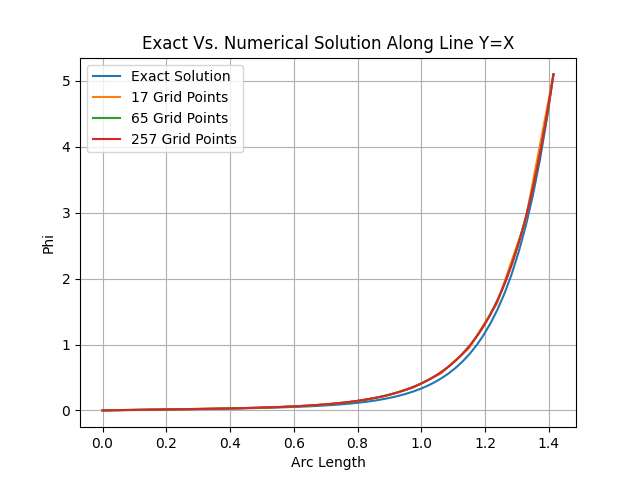 Exact Vs. Numerical Solution Along Line Y=X
Exact Solution
17 Grid Points
65 Grid Points
257 Grid Points
5
4
3
2
1
0
Phi
0.0 0.2 0.4 0.6 0.8 1.0 1.2 1.4
Arc Length